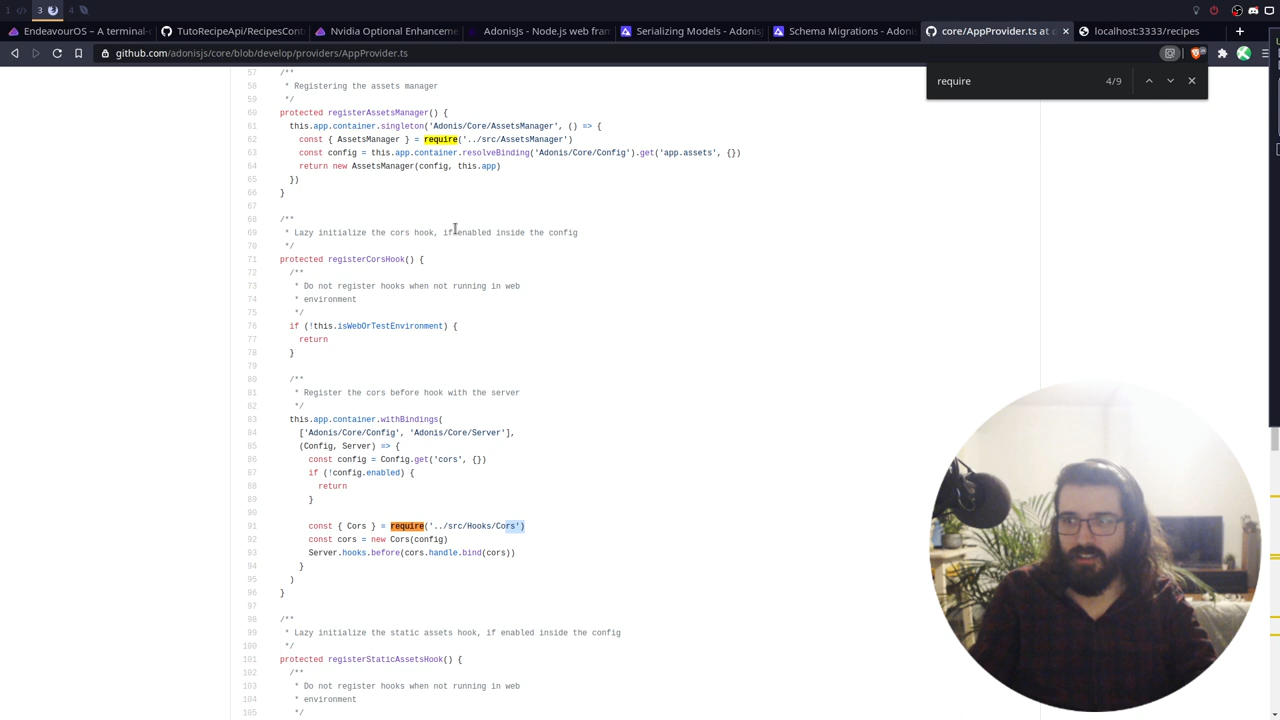 1
3
4
EndeavourOS – A terminal-c
TutoRecipeApi/RecipesContr
Nvidia Optional Enhanceme
AdonisJs - Node.js web fram
Serializing Models - Adonis
Schema Migrations - Adonis
core/AppProvider.ts at d
localhost:3333/recipes
github.com/adonisjs/core/blob/develop/providers/AppProvider.ts
require 4/9
57 /**
58 * Registering the assets manager
59 */
60 protected registerAssetsManager() {
61 this.app.container.singleton('Adonis/Core/AssetsManager', () => {
62 const { AssetsManager } = require('../src/AssetsManager')
63 const config = this.app.container.resolveBinding('Adonis/Core/Config').get('app.assets', {})
64 return new AssetsManager(config, this.app)
65 })
66 }
67
68 /**
69 * Lazy initialize the cors hook, if enabled inside the config
70 */
71 protected registerCorsHook() {
72 /**
73 * Do not register hooks when not running in web
74 * environment
75 */
76 if (!this.isWebOrTestEnvironment) {
77 return
78 }
79
80 /**
81 * Register the cors before hook with the server
82 */
83 this.app.container.withBindings(
84 ['Adonis/Core/Config', 'Adonis/Core/Server'],
85 (Config, Server) => {
86 const config = Config.get('cors', {})
87 if (!config.enabled) {
88 return
89 }
90
91 const { Cors } = require('../src/Hooks/Cors')
92 const cors = new Cors(config)
93 Server.hooks.before(cors.handle.bind(cors))
94 }
95 )
96 }
97
98 /**
99 * Lazy initialize the static assets hook, if enabled inside the config
100 */
101 protected registerStaticAssetsHook() {
102 /**
103 * Do not register hooks when not running in web
104 * environment
105 */